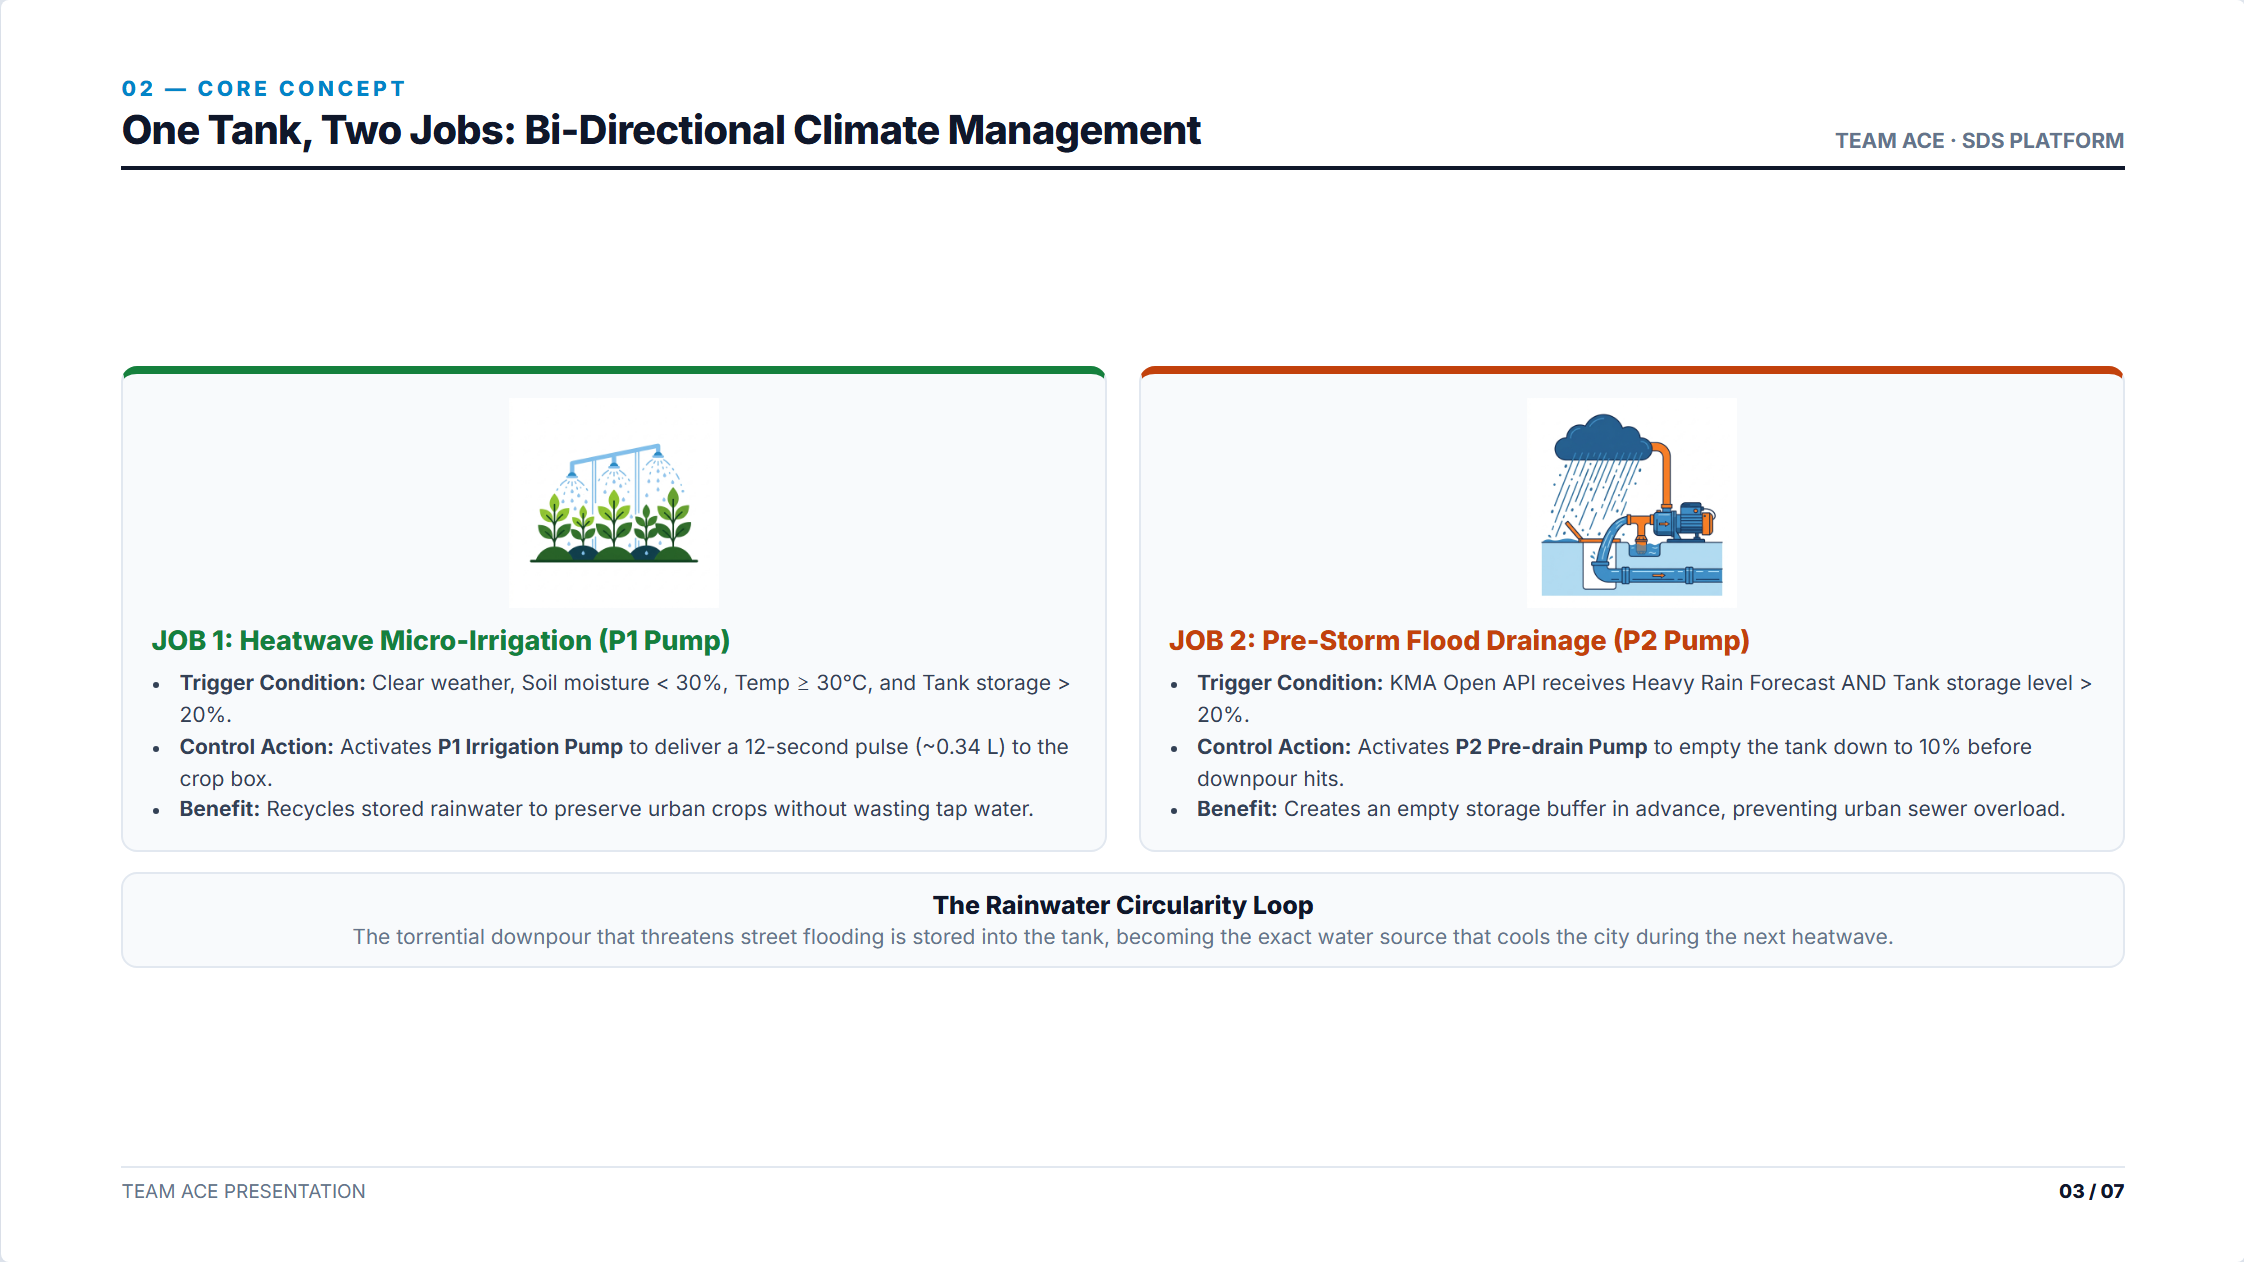 02 — CORE CONCEPT
One Tank, Two Jobs: Bi-Directional Climate Management
TEAM ACE · SDS PLATFORM
JOB 1: Heatwave Micro-Irrigation (P1 Pump)
• Trigger Condition: Clear weather, Soil moisture < 30%, Temp ≥ 30°C, and Tank storage >
20%.
• Control Action: Activates P1 Irrigation Pump to deliver a 12-second pulse (~0.34 L) to the
crop box.
• Benefit: Recycles stored rainwater to preserve urban crops without wasting tap water.
JOB 2: Pre-Storm Flood Drainage (P2 Pump)
• Trigger Condition: KMA Open API receives Heavy Rain Forecast AND Tank storage level >
20%.
• Control Action: Activates P2 Pre-drain Pump to empty the tank down to 10% before
downpour hits.
• Benefit: Creates an empty storage buffer in advance, preventing urban sewer overload.
The Rainwater Circularity Loop
The torrential downpour that threatens street flooding is stored into the tank, becoming the exact water source that cools the city during the next heatwave.
TEAM ACE PRESENTATION
03 / 07